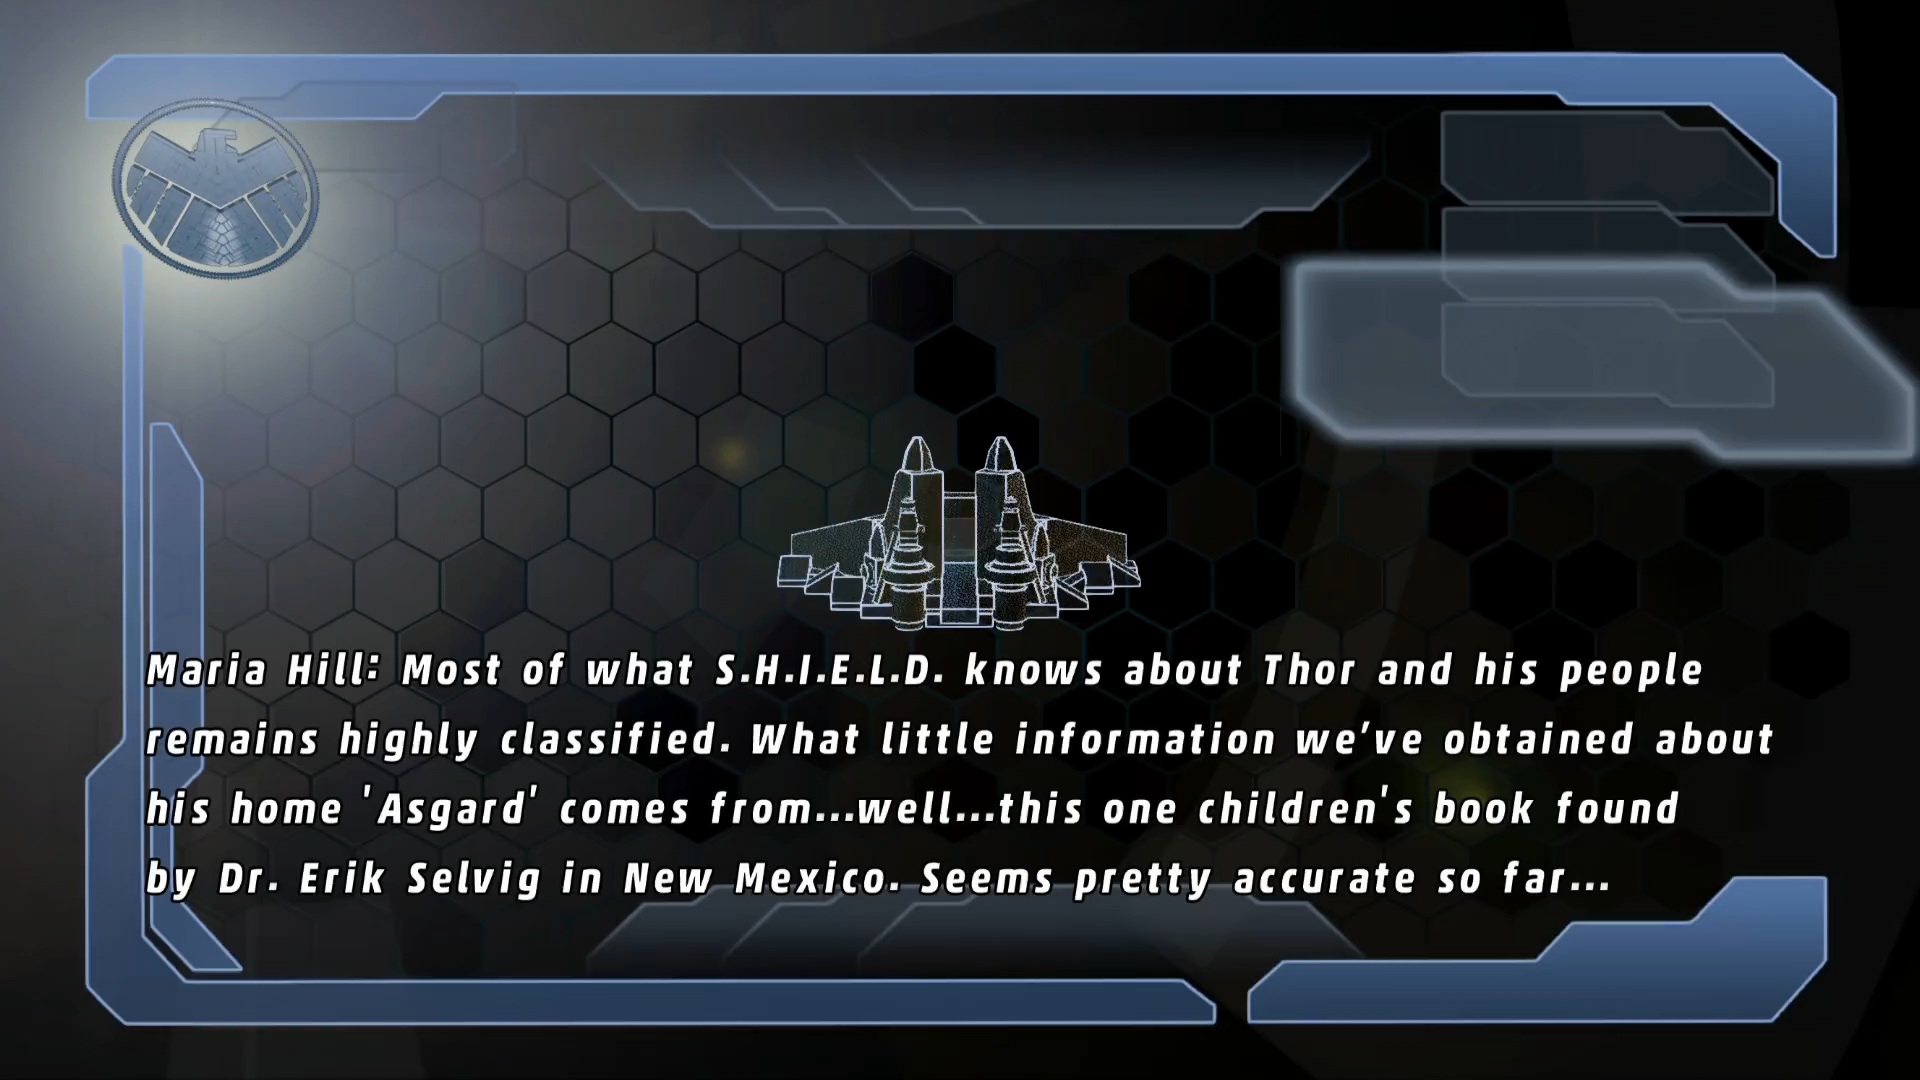 Maria Hill: Most of what S.H.I.E.L.D. knows about Thor and his people
remains highly classified. What little information we've obtained about
his home 'Asgard' comes from...well...this one children's book found
by Dr. Erik Selvig in New Mexico. Seems pretty accurate so far...